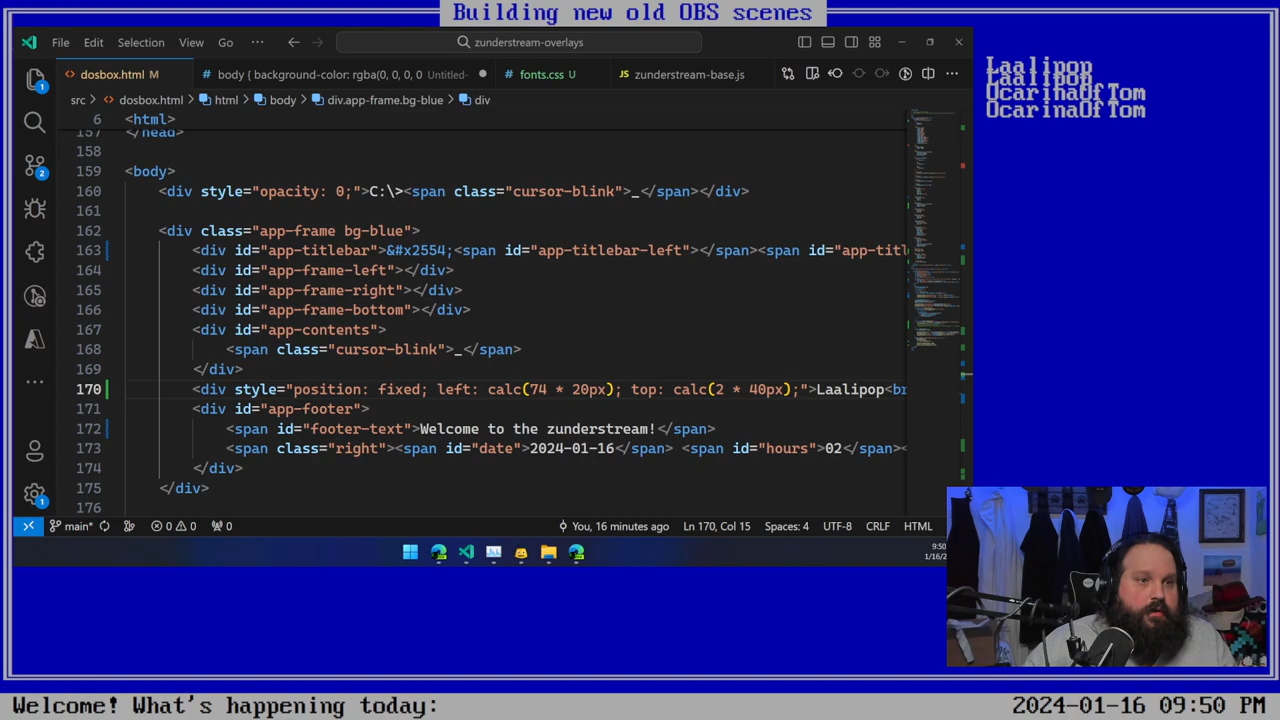 Building new old OBS scenes
File Edit Selection View Go ··· zunderstream-overlays
dosbox.html M body { background-color: rgba(0, 0, 0, 0 Untitled- fonts.css U JS zunderstream-base.js
src > dosbox.html > html > body > div.app-frame.bg-blue > div
6 <html>
157 </head>
158
159 <body>
160 <div style="opacity: 0;">C:\><span class="cursor-blink">_</span></div>
161
162 <div class="app-frame bg-blue">
163 <div id="app-titlebar">&#x2554;<span id="app-titlebar-left"></span><span id="app-titl
164 <div id="app-frame-left"></div>
165 <div id="app-frame-right"></div>
166 <div id="app-frame-bottom"></div>
167 <div id="app-contents">
168 <span class="cursor-blink">_</span>
169 </div>
170 <div style="position: fixed; left: calc(74 * 20px); top: calc(2 * 40px);">Laalipop<br
171 <div id="app-footer">
172 <span id="footer-text">Welcome to the zunderstream!</span>
173 <span class="right"><span id="date">2024-01-16</span> <span id="hours">02</span>
174 </div>
175 </div>
176
main* 0 0 0 You, 16 minutes ago Ln 170, Col 15 Spaces: 4 UTF-8 CRLF HTML
9:50
1/16/2
Laalipop
Laalipop
OcarinaOfTom
OcarinaOfTom
Welcome! What's happening today: 2024-01-16 09:50 PM